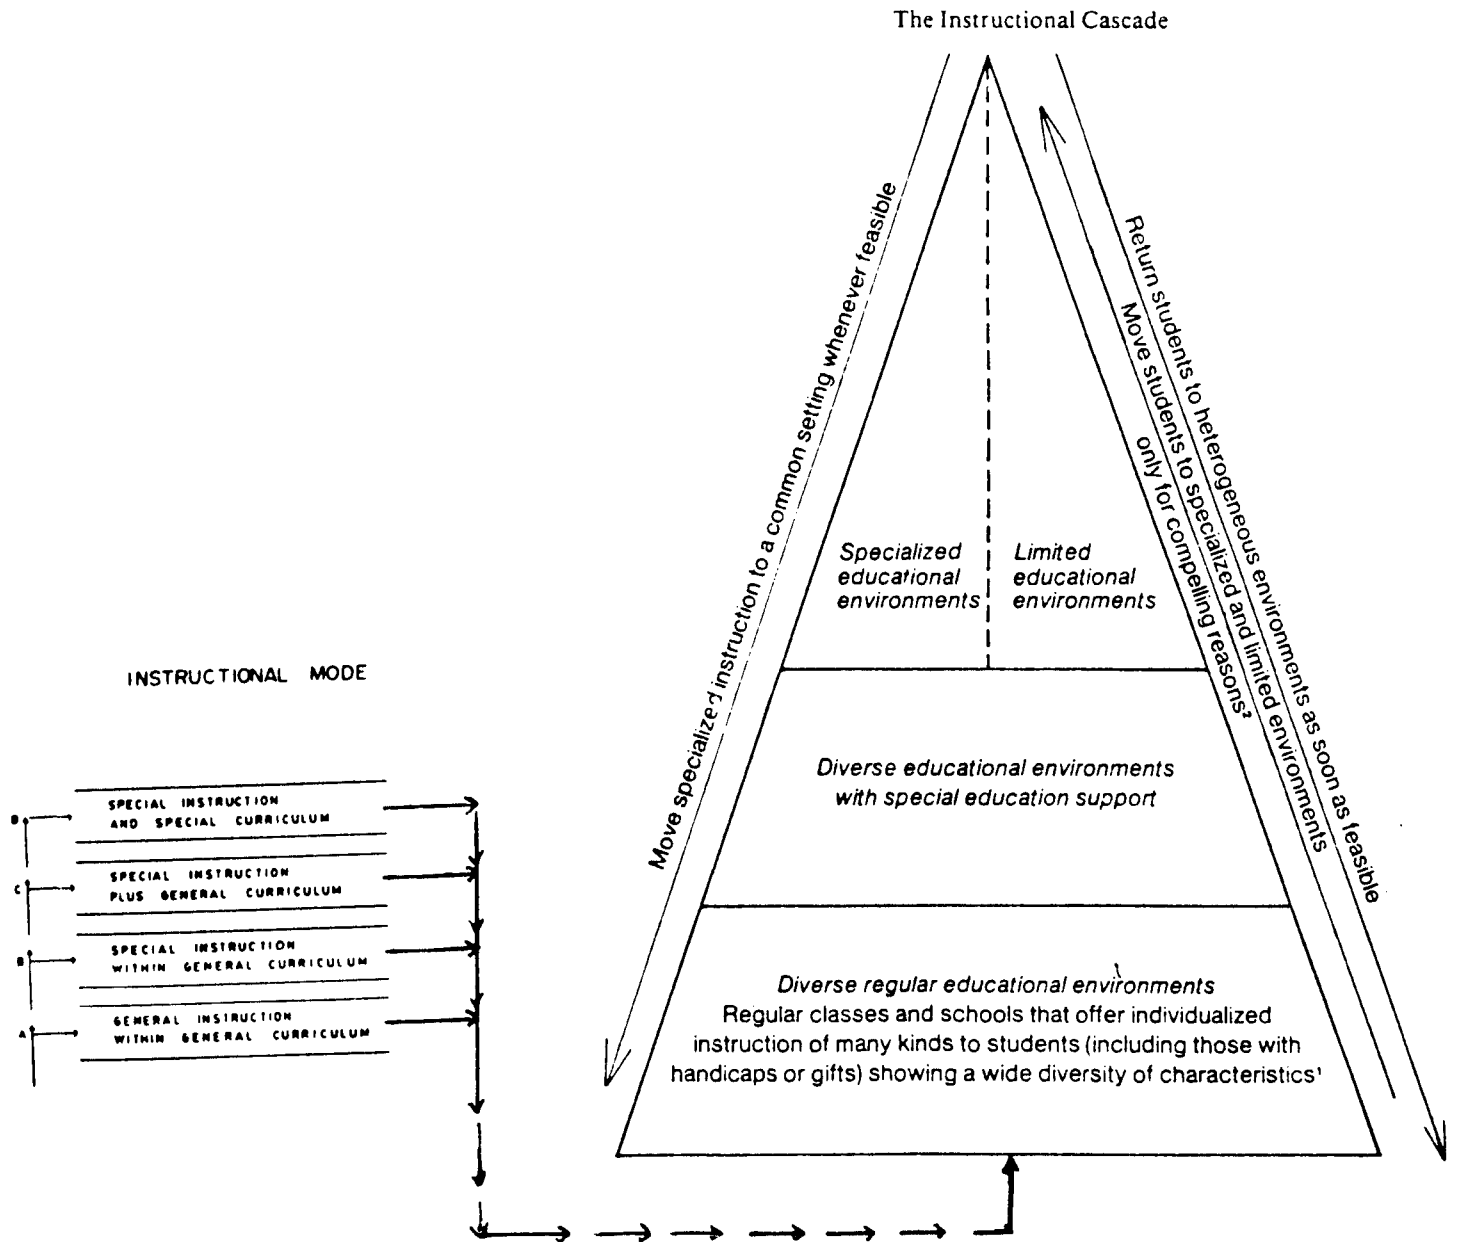 The Instructional Cascade
Move specialized instruction to a common setting whenever feasible
Return students to heterogeneous environments as soon as feasible
Move students to specialized and limited environments
only for compelling reasons²
Specialized
educational
environments
Limited
educational
environments
Diverse educational environments
with special education support
Diverse regular educational environments
Regular classes and schools that offer individualized
instruction of many kinds to students (including those with
handicaps or gifts) showing a wide diversity of characteristics¹
INSTRUCTIONAL MODE
SPECIAL INSTRUCTION
AND SPECIAL CURRICULUM
C
SPECIAL INSTRUCTION
PLUS GENERAL CURRICULUM
B
SPECIAL INSTRUCTION
WITHIN GENERAL CURRICULUM
A
GENERAL INSTRUCTION
WITHIN GENERAL CURRICULUM